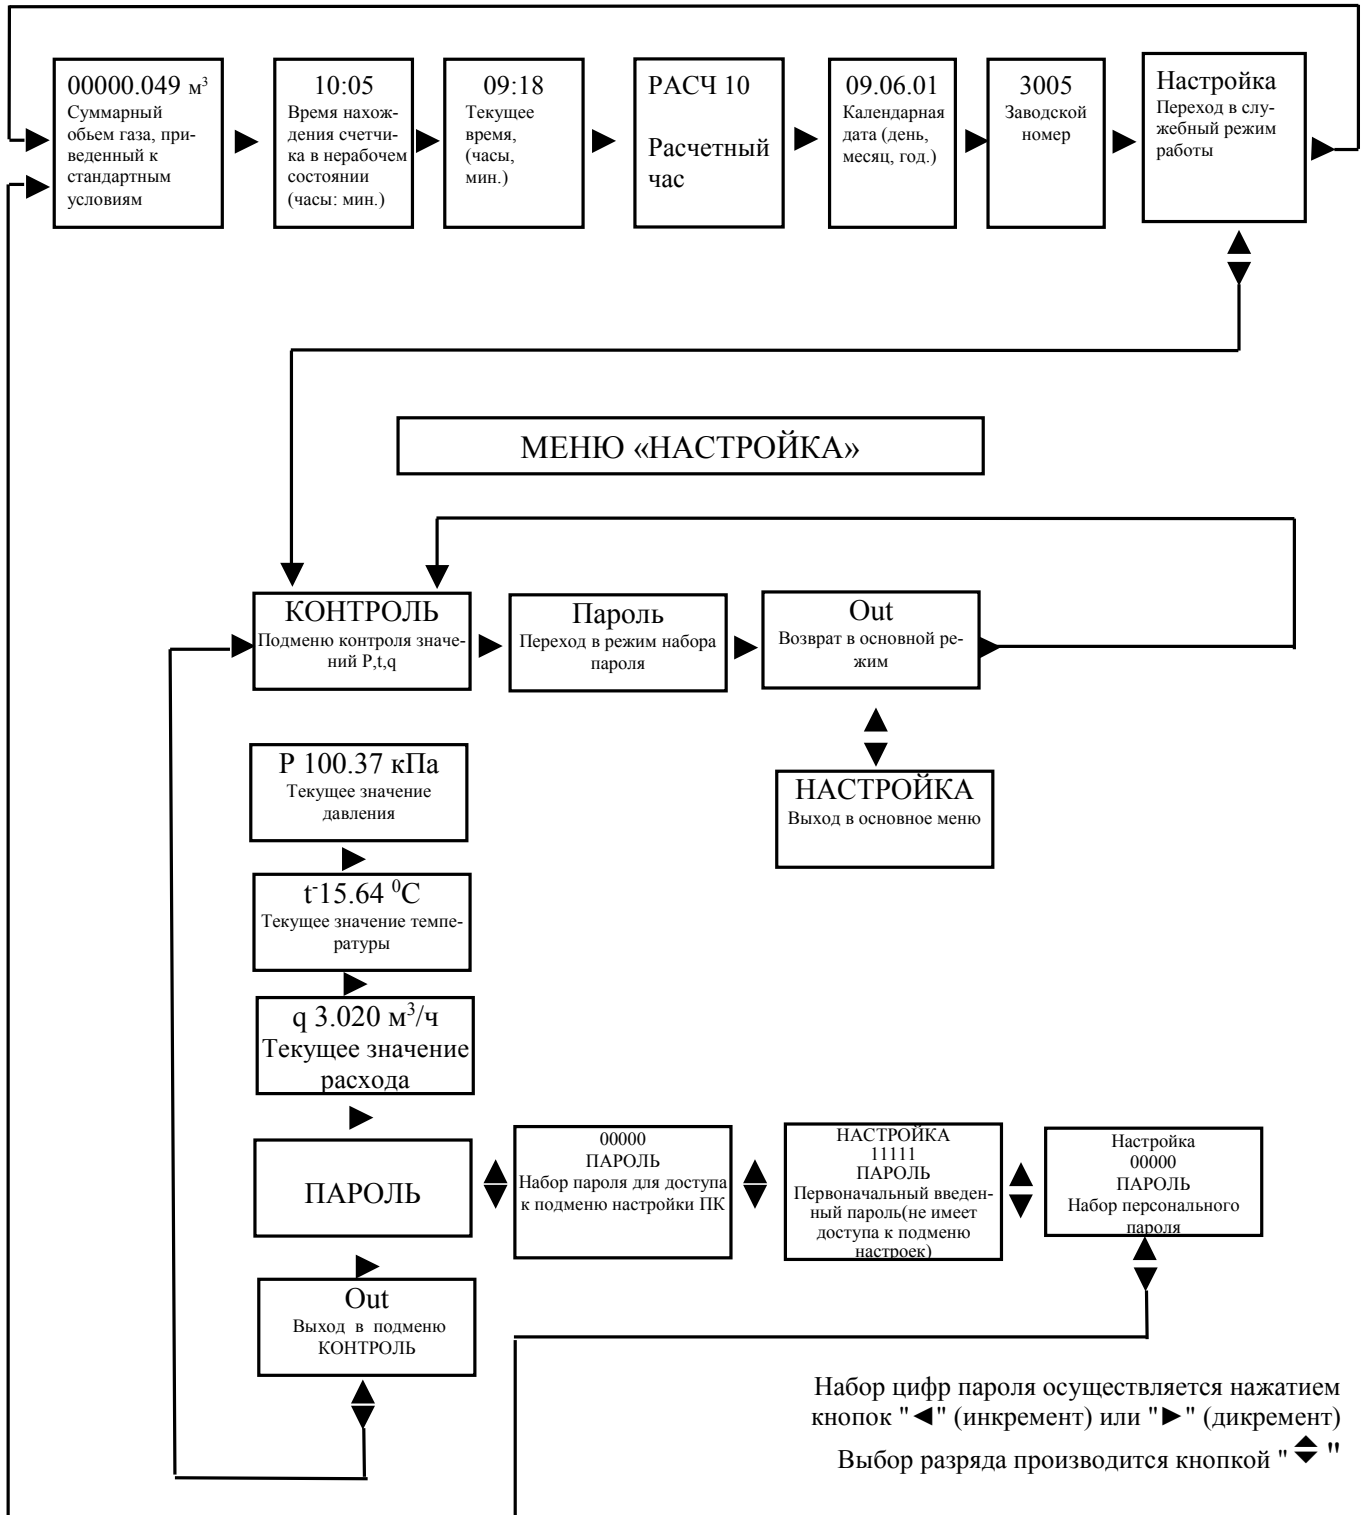 00000.049 м³
Суммарный
обьем газа, при-
веденный к
стандартным
условиям
10:05
Время нахож-
дения счетчи-
ка в нерабочем
состоянии
(часы: мин.)
09:18
Текущее
время,
(часы,
мин.)
РАСЧ 10
Расчетный
час
09.06.01
Календарная
дата (день,
месяц, год.)
3005
Заводской
номер
Настройка
Переход в слу-
жебный режим
работы
МЕНЮ «НАСТРОЙКА»
КОНТРОЛЬ
Подменю контроля значе-
ний P,t,q
Пароль
Переход в режим набора
пароля
Out
Возврат в основной ре-
жим
НАСТРОЙКА
Выход в основное меню
P 100.37 кПа
Текущее значение
давления
t⁻15.64 ⁰C
Текущее значение темпе-
ратуры
q 3.020 м³/ч
Текущее значение
расхода
ПАРОЛЬ
00000
ПАРОЛЬ
Набор пароля для доступа
к подменю настройки ПК
НАСТРОЙКА
11111
ПАРОЛЬ
Первоначальный введен-
ный пароль(не имеет
доступа к подменю
настроек)
Настройка
00000
ПАРОЛЬ
Набор персонального
пароля
Out
Выход в подменю
КОНТРОЛЬ
Набор цифр пароля осуществляется нажатием
кнопок "◄" (инкремент) или "►" (дикремент)
Выбор разряда производится кнопкой " "